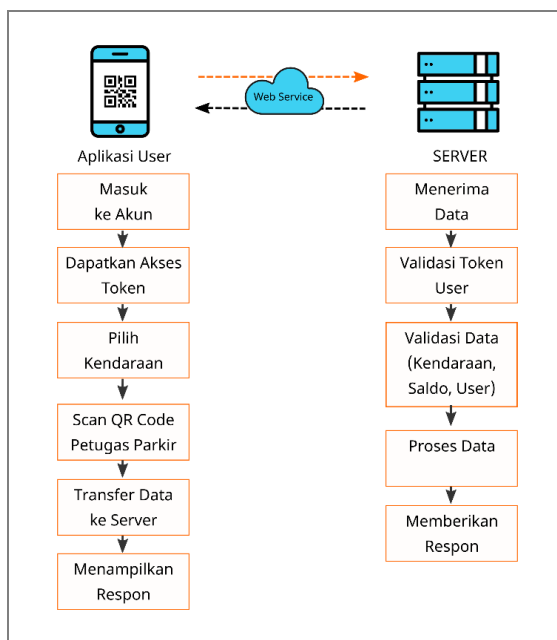 Web Service
Aplikasi User
Masuk
ke Akun
Dapatkan Akses
Token
Pilih
Kendaraan
Scan QR Code
Petugas Parkir
Transfer Data
ke Server
Menampilkan
Respon
SERVER
Menerima
Data
Validasi Token
User
Validasi Data
(Kendaraan,
Saldo, User)
Proses Data
Memberikan
Respon